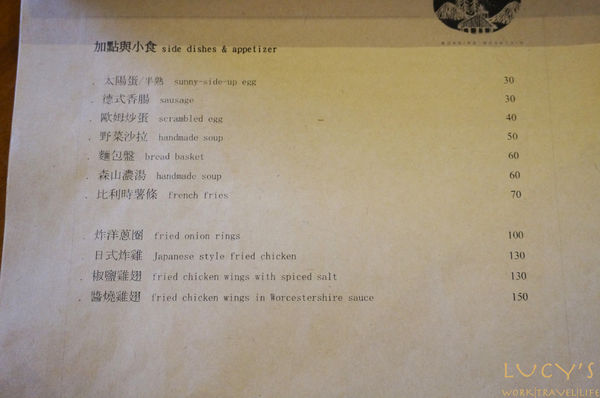 加點與小食 side dishes & appetizer
. 太陽蛋/半熟 sunny-side-up egg 30
. 德式香腸 sausage 30
. 歐姆炒蛋 scrambled egg 40
. 野菜沙拉 handmade soup 50
. 麵包盤 bread basket 60
. 森山濃湯 handmade soup 60
. 比利時薯條 french fries 70
. 炸洋蔥圈 fried onion rings 100
. 日式炸雞 Japanese style fried chicken 130
. 椒鹽雞翅 fried chicken wings with spiced salt 130
. 醬燒雞翅 fried chicken wings in Worcestershire sauce 150
LUCY'S
WORK|TRAVEL|LIFE